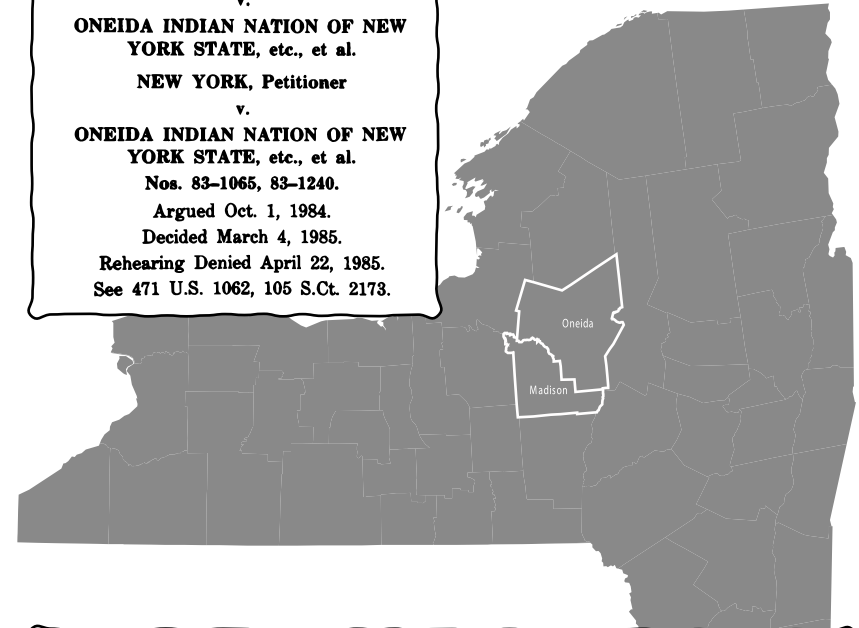 v.
ONEIDA INDIAN NATION OF NEW
YORK STATE, etc., et al.
NEW YORK, Petitioner
v.
ONEIDA INDIAN NATION OF NEW
YORK STATE, etc., et al.
Nos. 83–1065, 83–1240.
Argued Oct. 1, 1984.
Decided March 4, 1985.
Rehearing Denied April 22, 1985.
See 471 U.S. 1062, 105 S.Ct. 2173.
Oneida
Madison